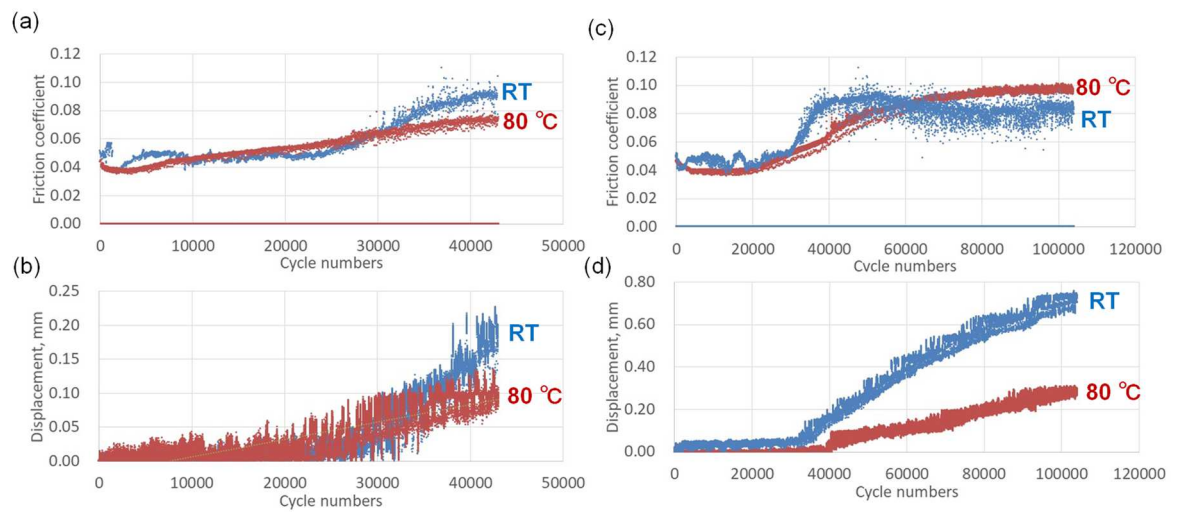 (a)
0.12
0.10
0.08
0.06
0.04
0.02
0.00
Friction coefficient
RT
80 ℃
0 10000 20000 30000 40000 50000
Cycle numbers
(b)
0.25
0.20
0.15
0.10
0.05
0.00
Displacement, mm
RT
80 ℃
0 10000 20000 30000 40000 50000
Cycle numbers
(c)
0.12
0.10
0.08
0.06
0.04
0.02
0.00
Friction coefficient
80 ℃
RT
0 20000 40000 60000 80000 100000 120000
Cycle numbers
(d)
0.80
0.60
0.40
0.20
0.00
Displacement, mm
RT
80 ℃
0 20000 40000 60000 80000 100000 120000
Cycle numbers